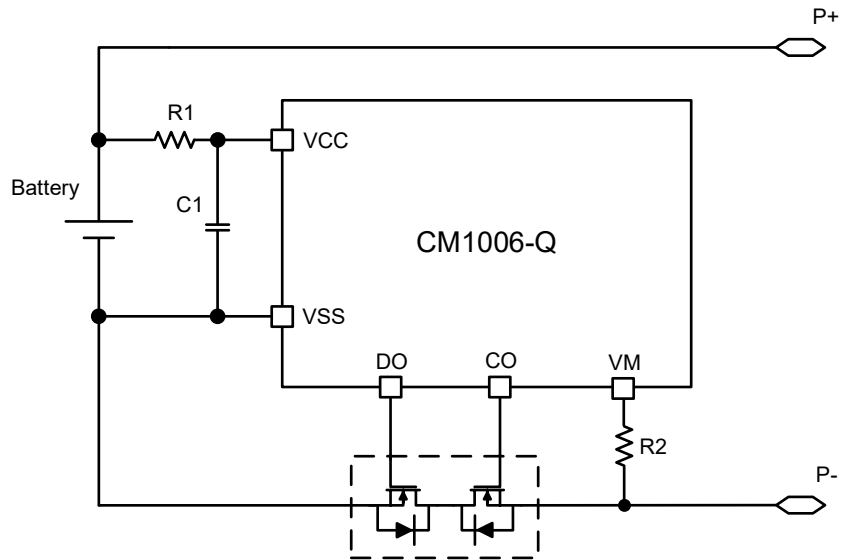 P+
R1
VCC
Battery
C1
CM1006-Q
VSS
DO
CO
VM
R2
P-